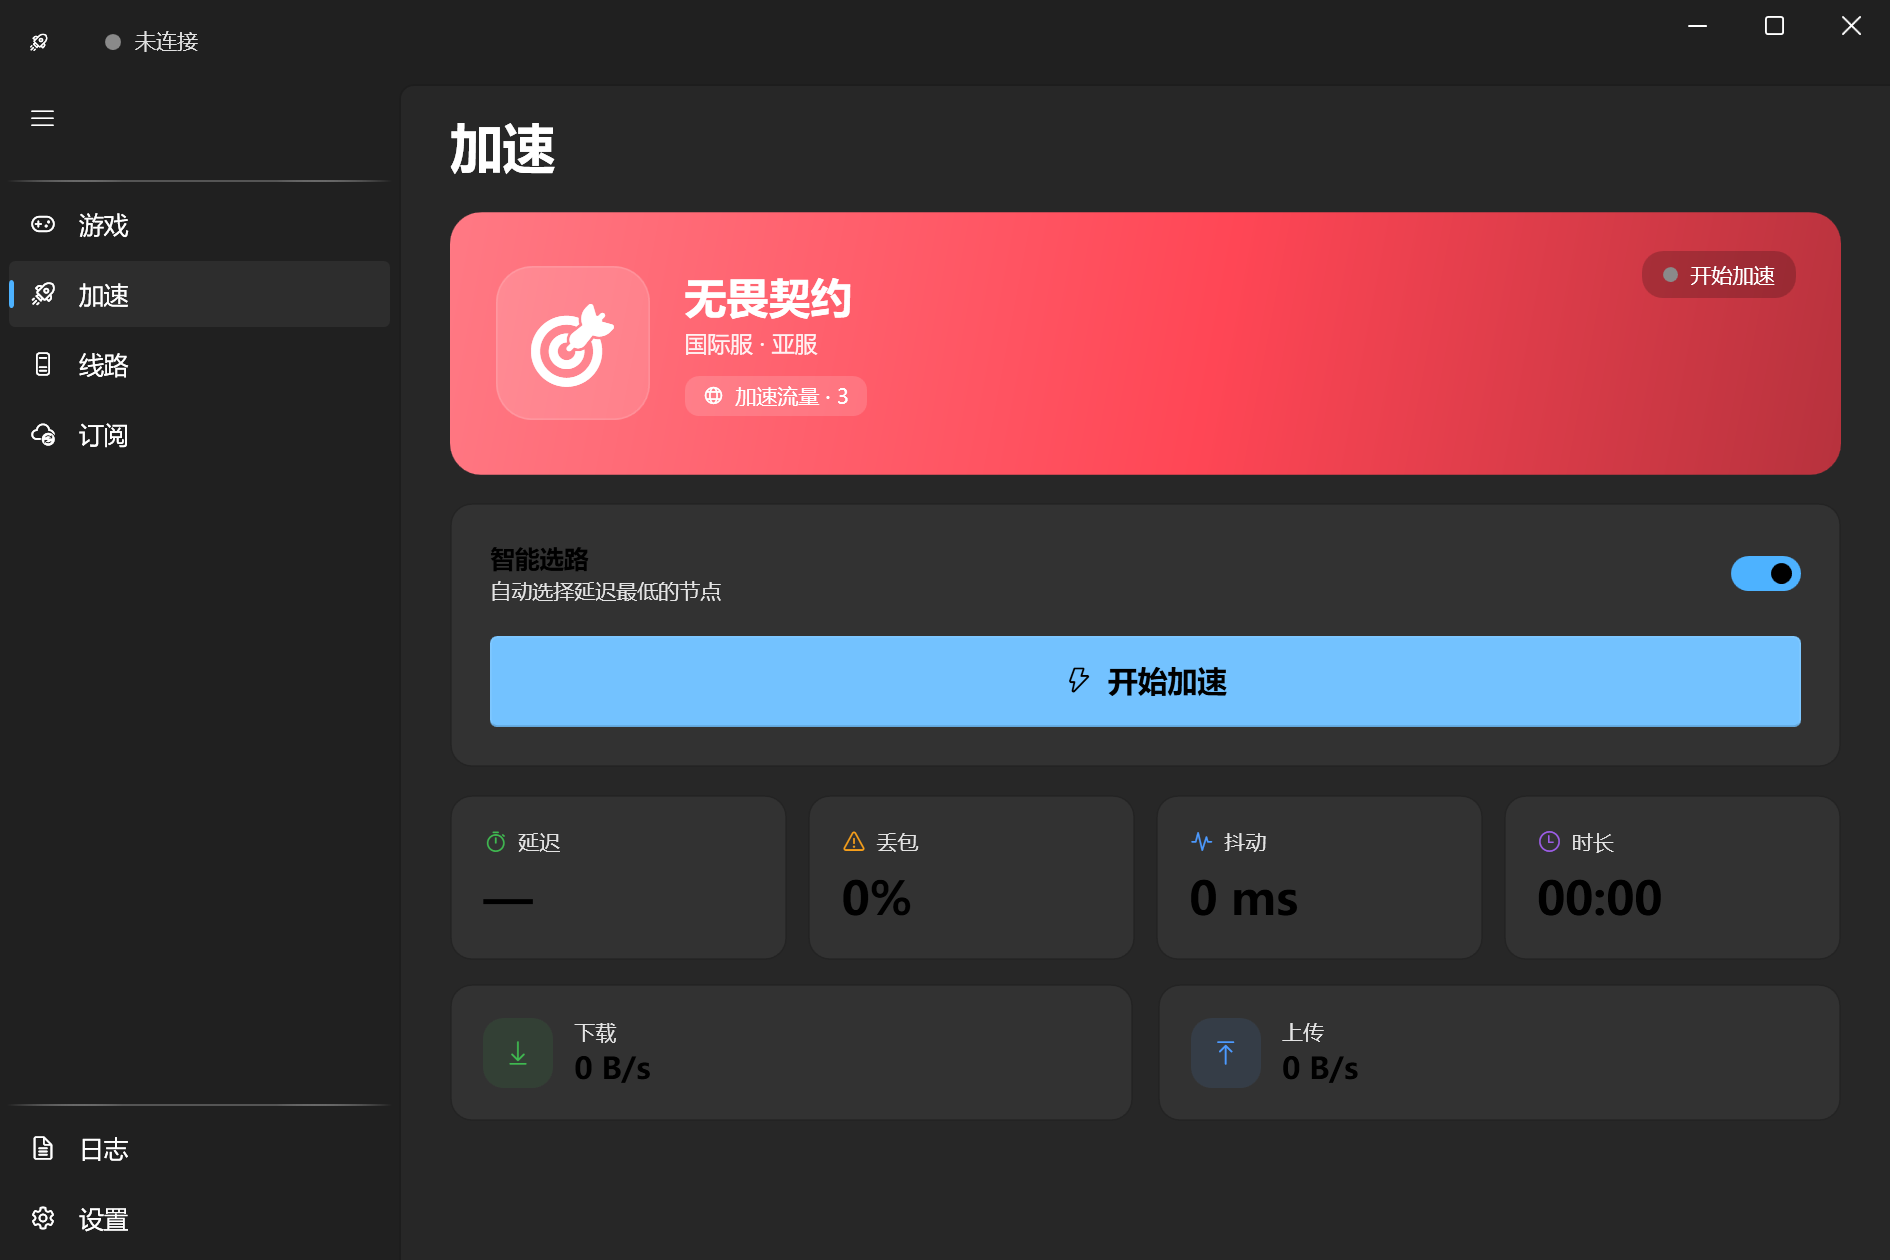 未连接
游戏
加速
线路
订阅
日志
设置
加速
无畏契约
国际服 · 亚服
加速流量 · 3
开始加速
智能选路
自动选择延迟最低的节点
开始加速
延迟
—
丢包
0%
抖动
0 ms
时长
00:00
下载
0 B/s
上传
0 B/s